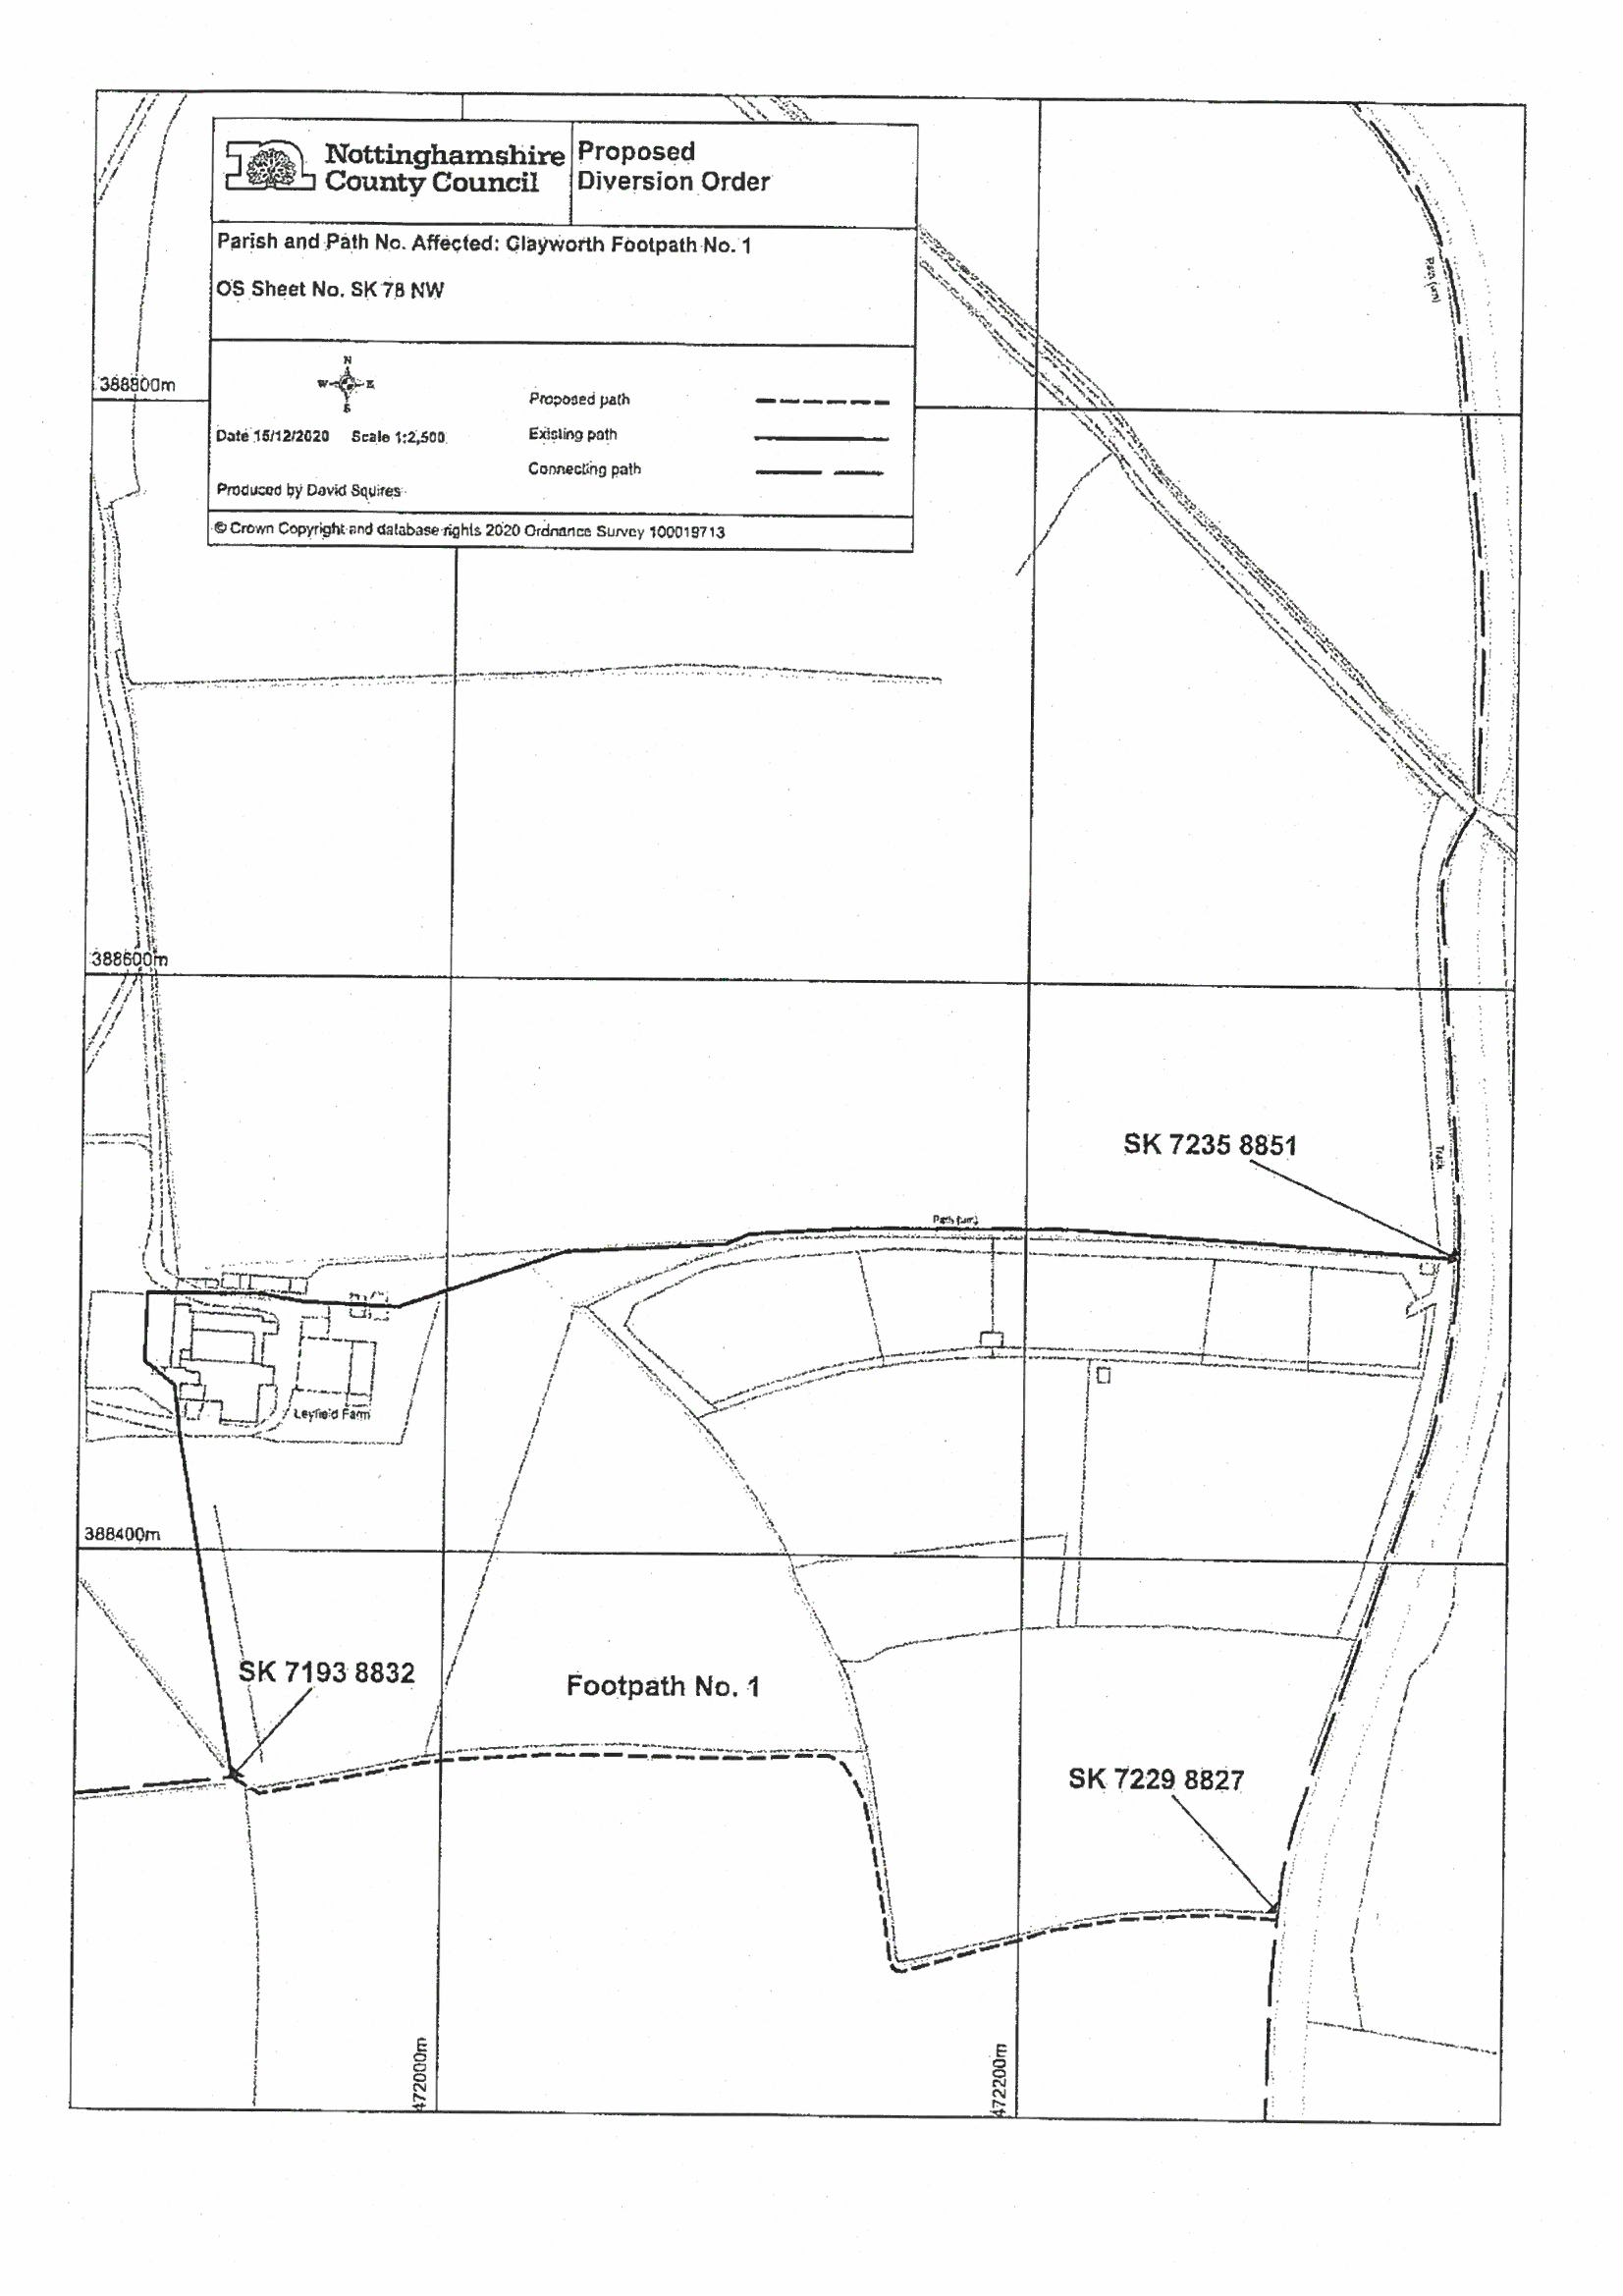 Nottinghamshire
County Council
Proposed
Diversion Order
Parish and Path No. Affected: Clayworth Footpath No. 1
OS Sheet No. SK 78 NW
N
W E
S
Date 15/12/2020 Scale 1:2,500
Produced by David Squires
Proposed path
Existing path
Connecting path
© Crown Copyright and database rights 2020 Ordnance Survey 100019713
Path (um)
388800m
388600m
SK 7235 8851
Track
Path (um)
Leyfield Farm
388400m
SK 7193 8832
Footpath No. 1
SK 7229 8827
472000m
472200m